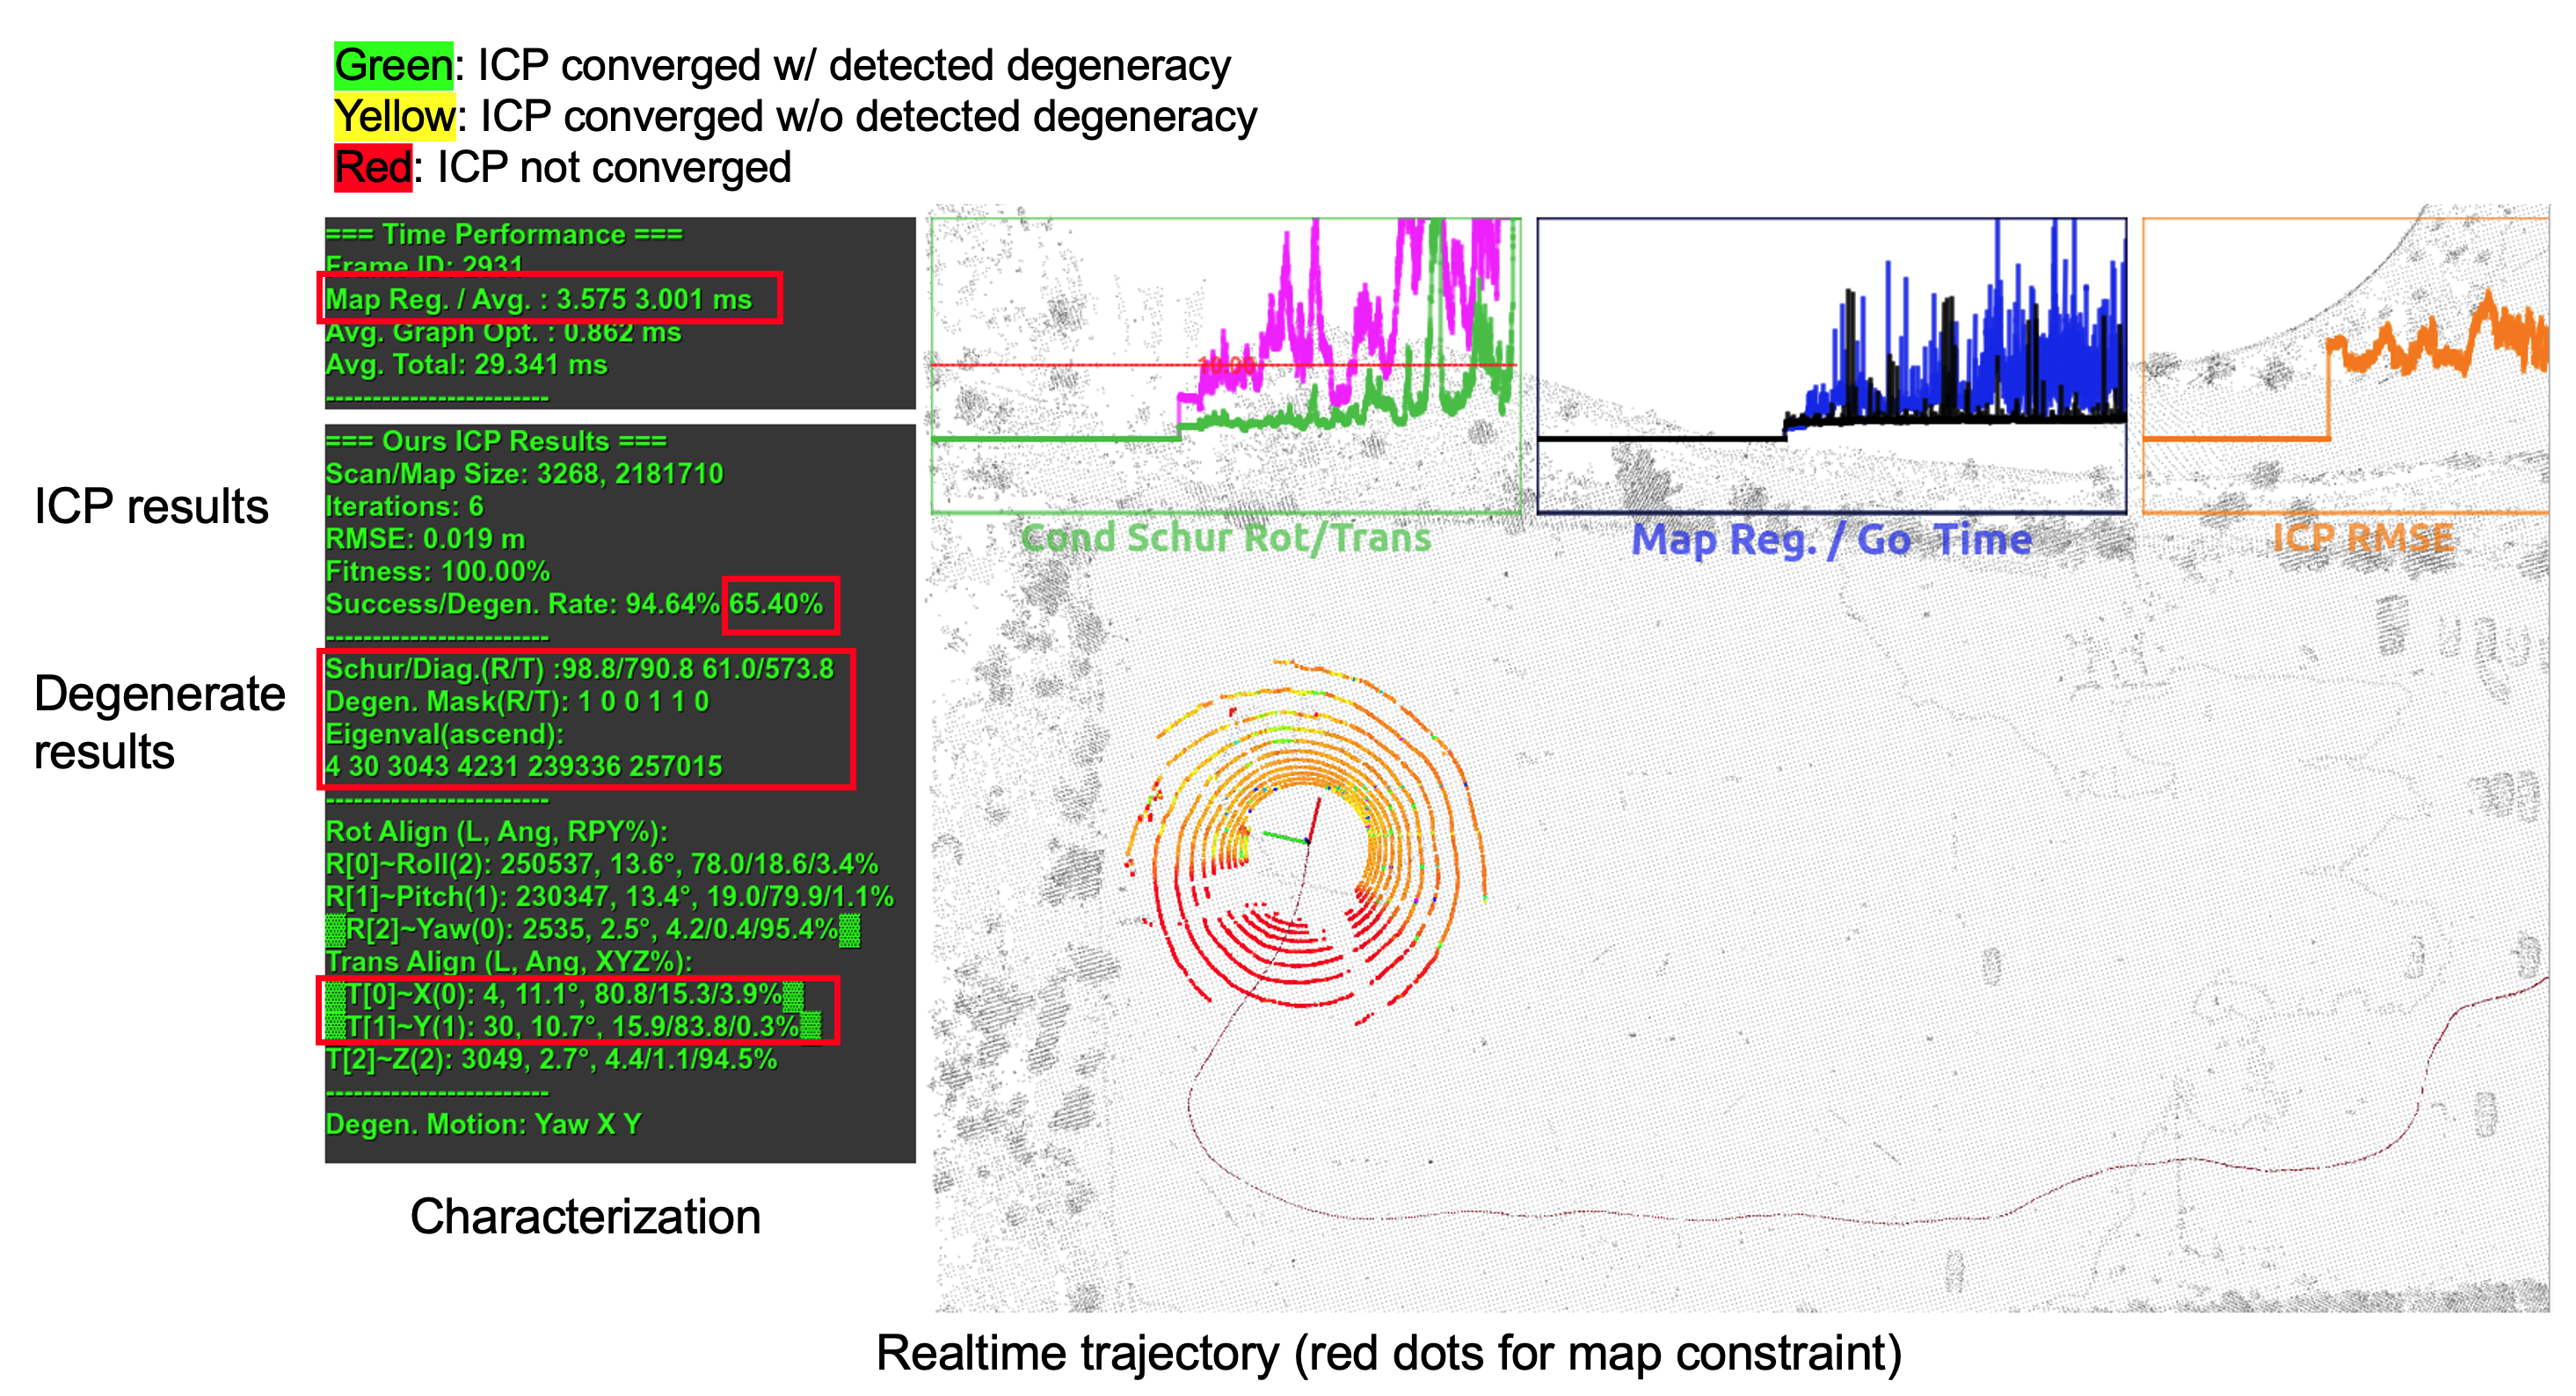 Green: ICP converged w/ detected degeneracy
Yellow: ICP converged w/o detected degeneracy
Red: ICP not converged
=== Time Performance ===
Frame ID: 2931
Map Reg. / Avg. : 3.575 3.001 ms
Avg. Graph Opt. : 0.862 ms
Avg. Total: 29.341 ms
------------------------
=== Ours ICP Results ===
Scan/Map Size: 3268, 2181710
Iterations: 6
RMSE: 0.019 m
Fitness: 100.00%
Success/Degen. Rate: 94.64% 65.40%
------------------------
Schur/Diag.(R/T) :98.8/790.8 61.0/573.8
Degen. Mask(R/T): 1 0 0 1 1 0
Eigenval(ascend):
4 30 3043 4231 239336 257015
------------------------
Rot Align (L, Ang, RPY%):
R[0]~Roll(2): 250537, 13.6°, 78.0/18.6/3.4%
R[1]~Pitch(1): 230347, 13.4°, 19.0/79.9/1.1%
▒R[2]~Yaw(0): 2535, 2.5°, 4.2/0.4/95.4%▒
Trans Align (L, Ang, XYZ%):
▒T[0]~X(0): 4, 11.1°, 80.8/15.3/3.9%▒
▒T[1]~Y(1): 30, 10.7°, 15.9/83.8/0.3%▒
T[2]~Z(2): 3049, 2.7°, 4.4/1.1/94.5%
------------------------
Degen. Motion: Yaw X Y
ICP results
Degenerate
results
Characterization
10.00
Cond Schur Rot/Trans
Map Reg. / Go Time
ICP RMSE
Realtime trajectory (red dots for map constraint)